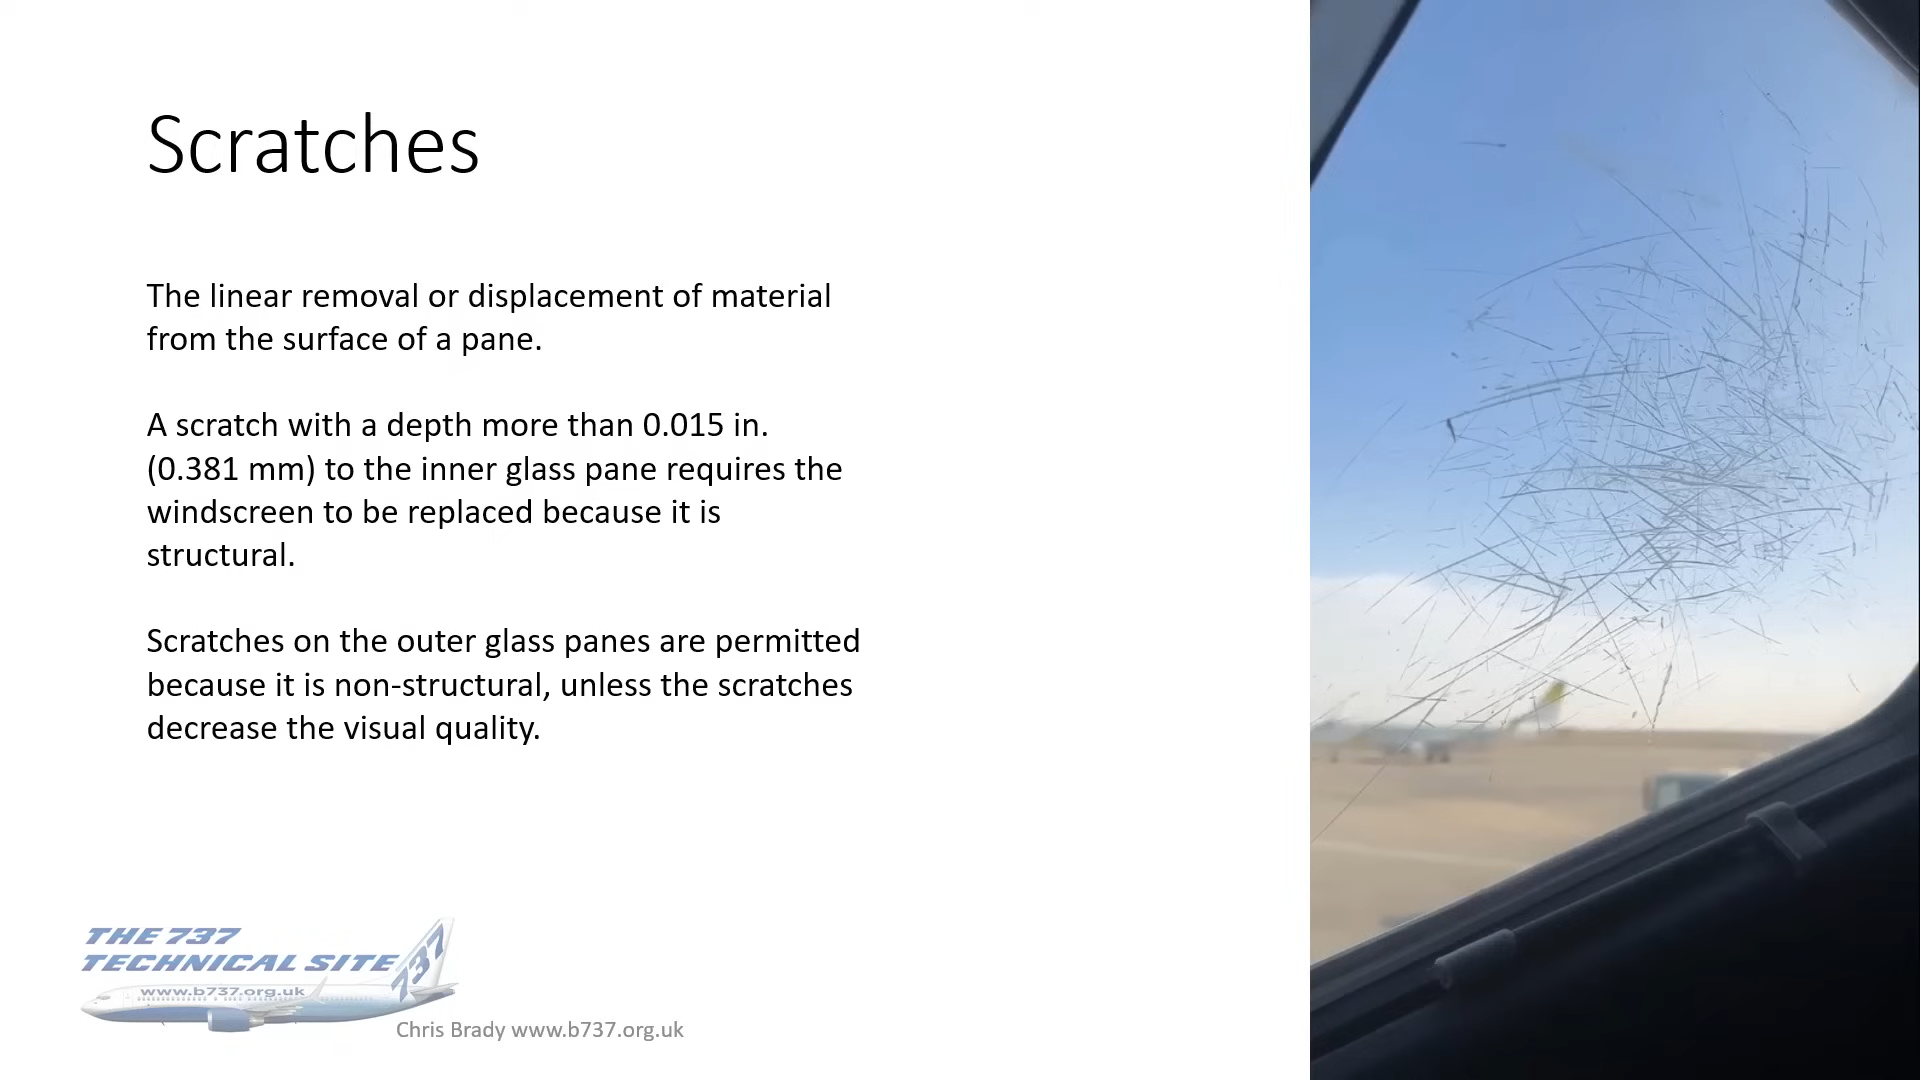 Scratches
The linear removal or displacement of material
from the surface of a pane.
A scratch with a depth more than 0.015 in.
(0.381 mm) to the inner glass pane requires the
windscreen to be replaced because it is
structural.
Scratches on the outer glass panes are permitted
because it is non-structural, unless the scratches
decrease the visual quality.
THE 737
TECHNICAL SITE
737
www.b737.org.uk
Chris Brady www.b737.org.uk